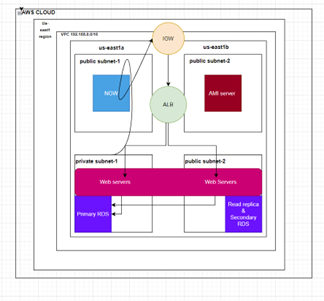 AWS CLOUD
us-east1
region
VPC 192.168.0.0/16
IGW
us-east1a
us-east1b
public subnet-1
public subnet-2
NGW
AMI server
ALB
private subnet-1
public subnet-2
Web servers
Web Servers
Primary RDS
Read replica
& Secondary
RDS